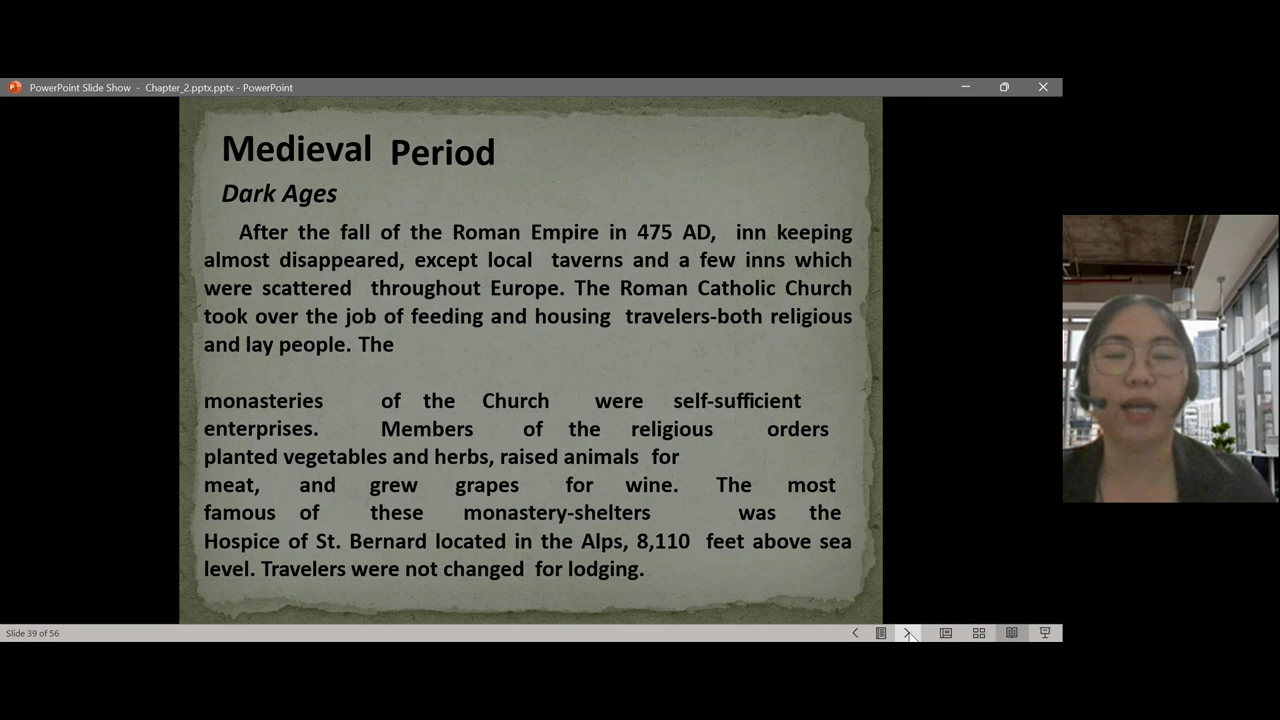 PowerPoint Slide Show - Chapter_2.pptx.pptx - PowerPoint
Medieval Period
Dark Ages
After the fall of the Roman Empire in 475 AD, inn keeping
almost disappeared, except local taverns and a few inns which
were scattered throughout Europe. The Roman Catholic Church
took over the job of feeding and housing travelers-both religious
and lay people. The
monasteries of the Church were self-sufficient
enterprises. Members of the religious orders
planted vegetables and herbs, raised animals for
meat, and grew grapes for wine. The most
famous of these monastery-shelters was the
Hospice of St. Bernard located in the Alps, 8,110 feet above sea
level. Travelers were not changed for lodging.
Slide 39 of 56